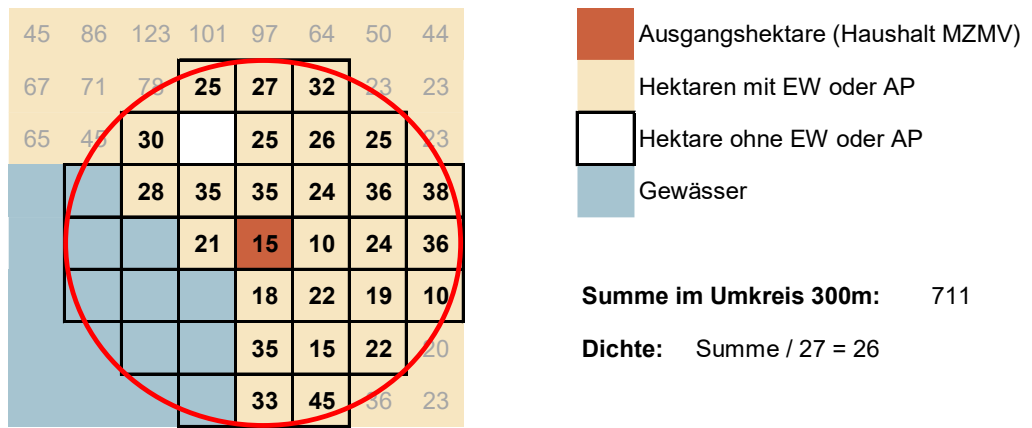 45 86 123 101 97 64 50 44
67 71 78 25 27 32 23 23
65 45 30 25 26 25 23
28 35 35 24 36 38
21 15 10 24 36
18 22 19 10
35 15 22 20
33 45 36 23
Ausgangshektare (Haushalt MZMV)
Hektaren mit EW oder AP
Hektare ohne EW oder AP
Gewässer
Summe im Umkreis 300m: 711
Dichte: Summe / 27 = 26